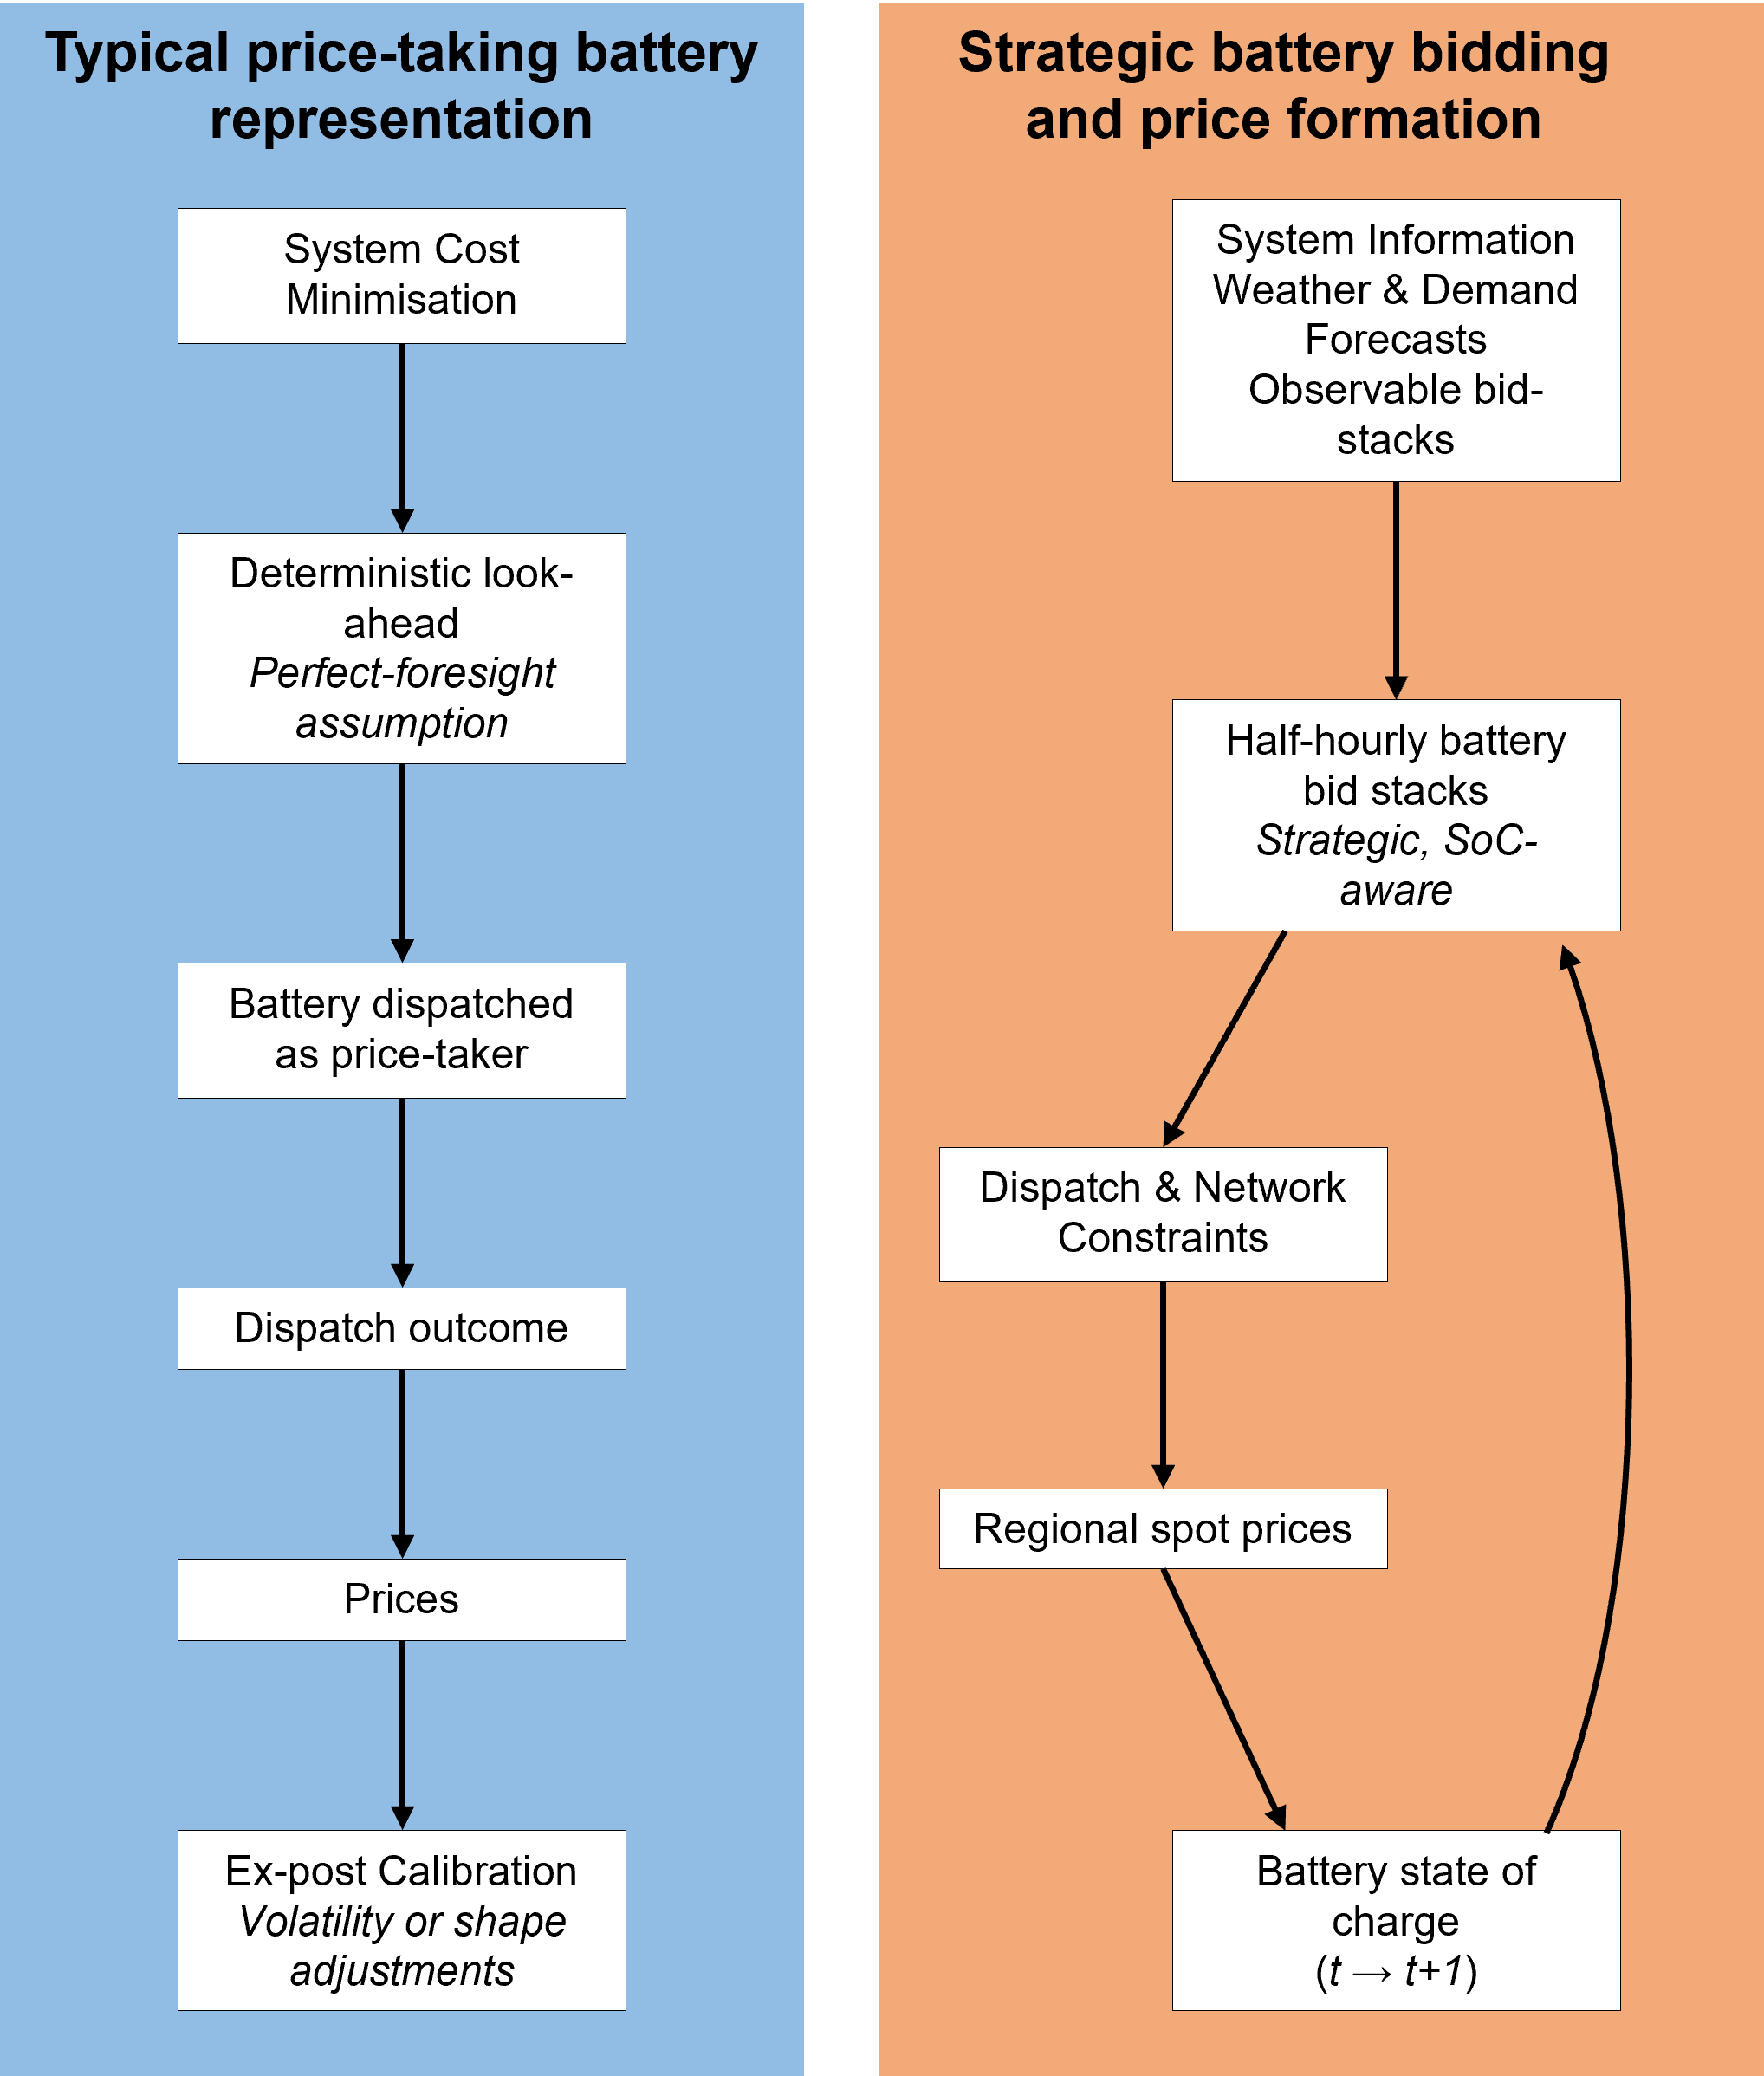 Typical price-taking battery
representation
System Cost
Minimisation
Deterministic look-
ahead
Perfect-foresight
assumption
Battery dispatched
as price-taker
Dispatch outcome
Prices
Ex-post Calibration
Volatility or shape
adjustments
Strategic battery bidding
and price formation
System Information
Weather & Demand
Forecasts
Observable bid-
stacks
Half-hourly battery
bid stacks
Strategic, SoC-
aware
Dispatch & Network
Constraints
Regional spot prices
Battery state of
charge
(t → t+1)